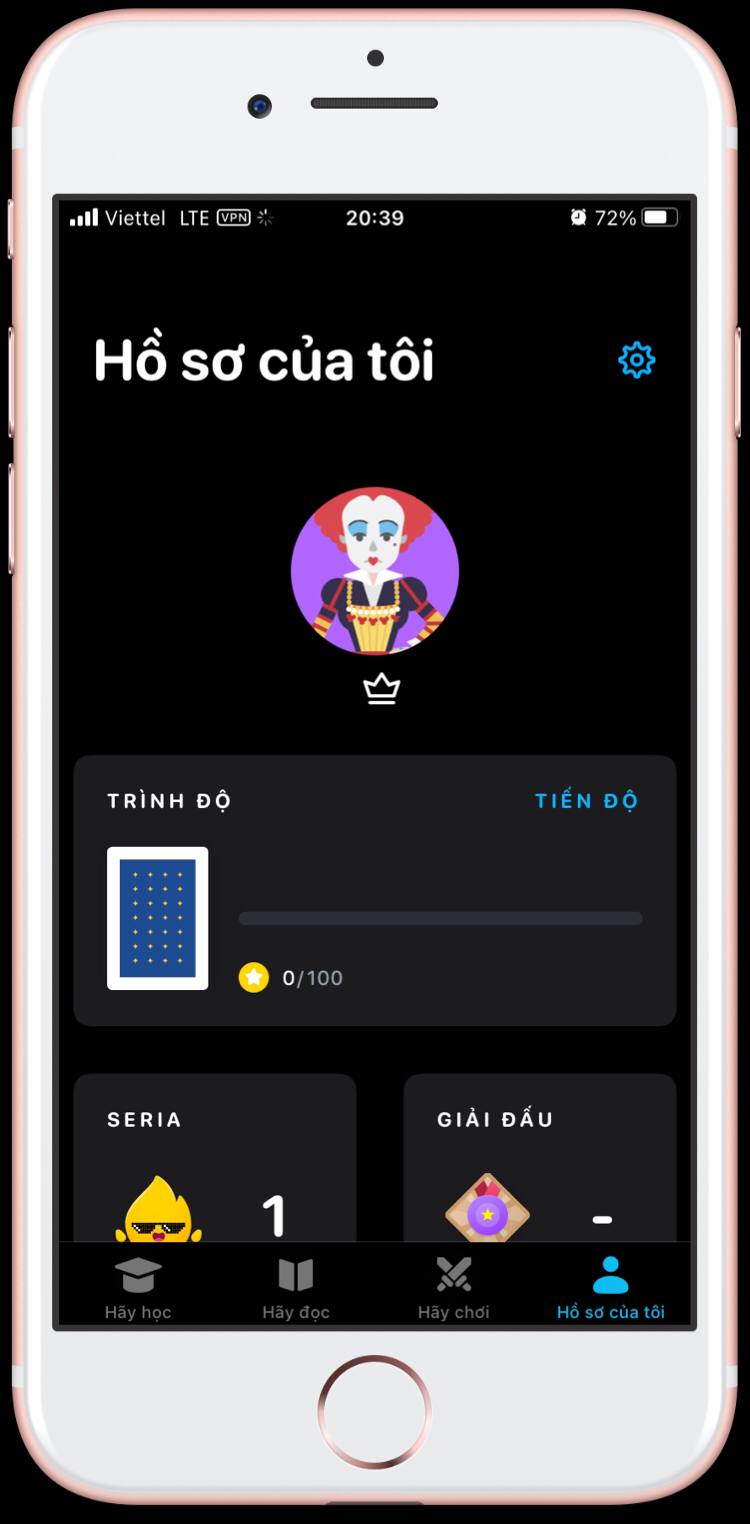 Viettel LTE VPN 20:39 72%
Hồ sơ của tôi
TRÌNH ĐỘ TIẾN ĐỘ
0/100
SERIA GIẢI ĐẤU
1 -
Hãy học Hãy đọc Hãy chơi Hồ sơ của tôi